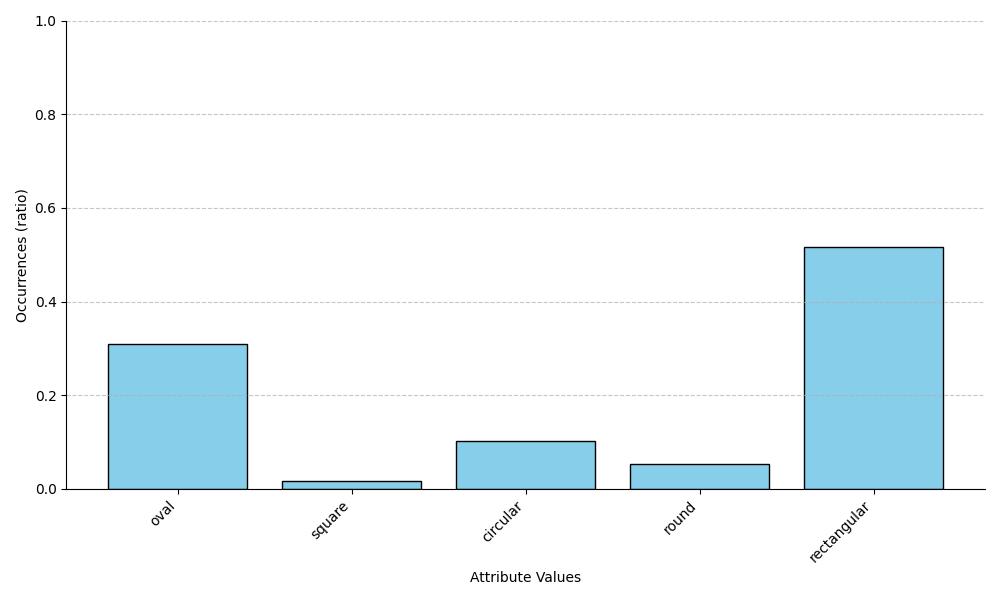 1.0
0.8
0.6
0.4
0.2
0.0
Occurrences (ratio)
oval
square
circular
round
rectangular
Attribute Values